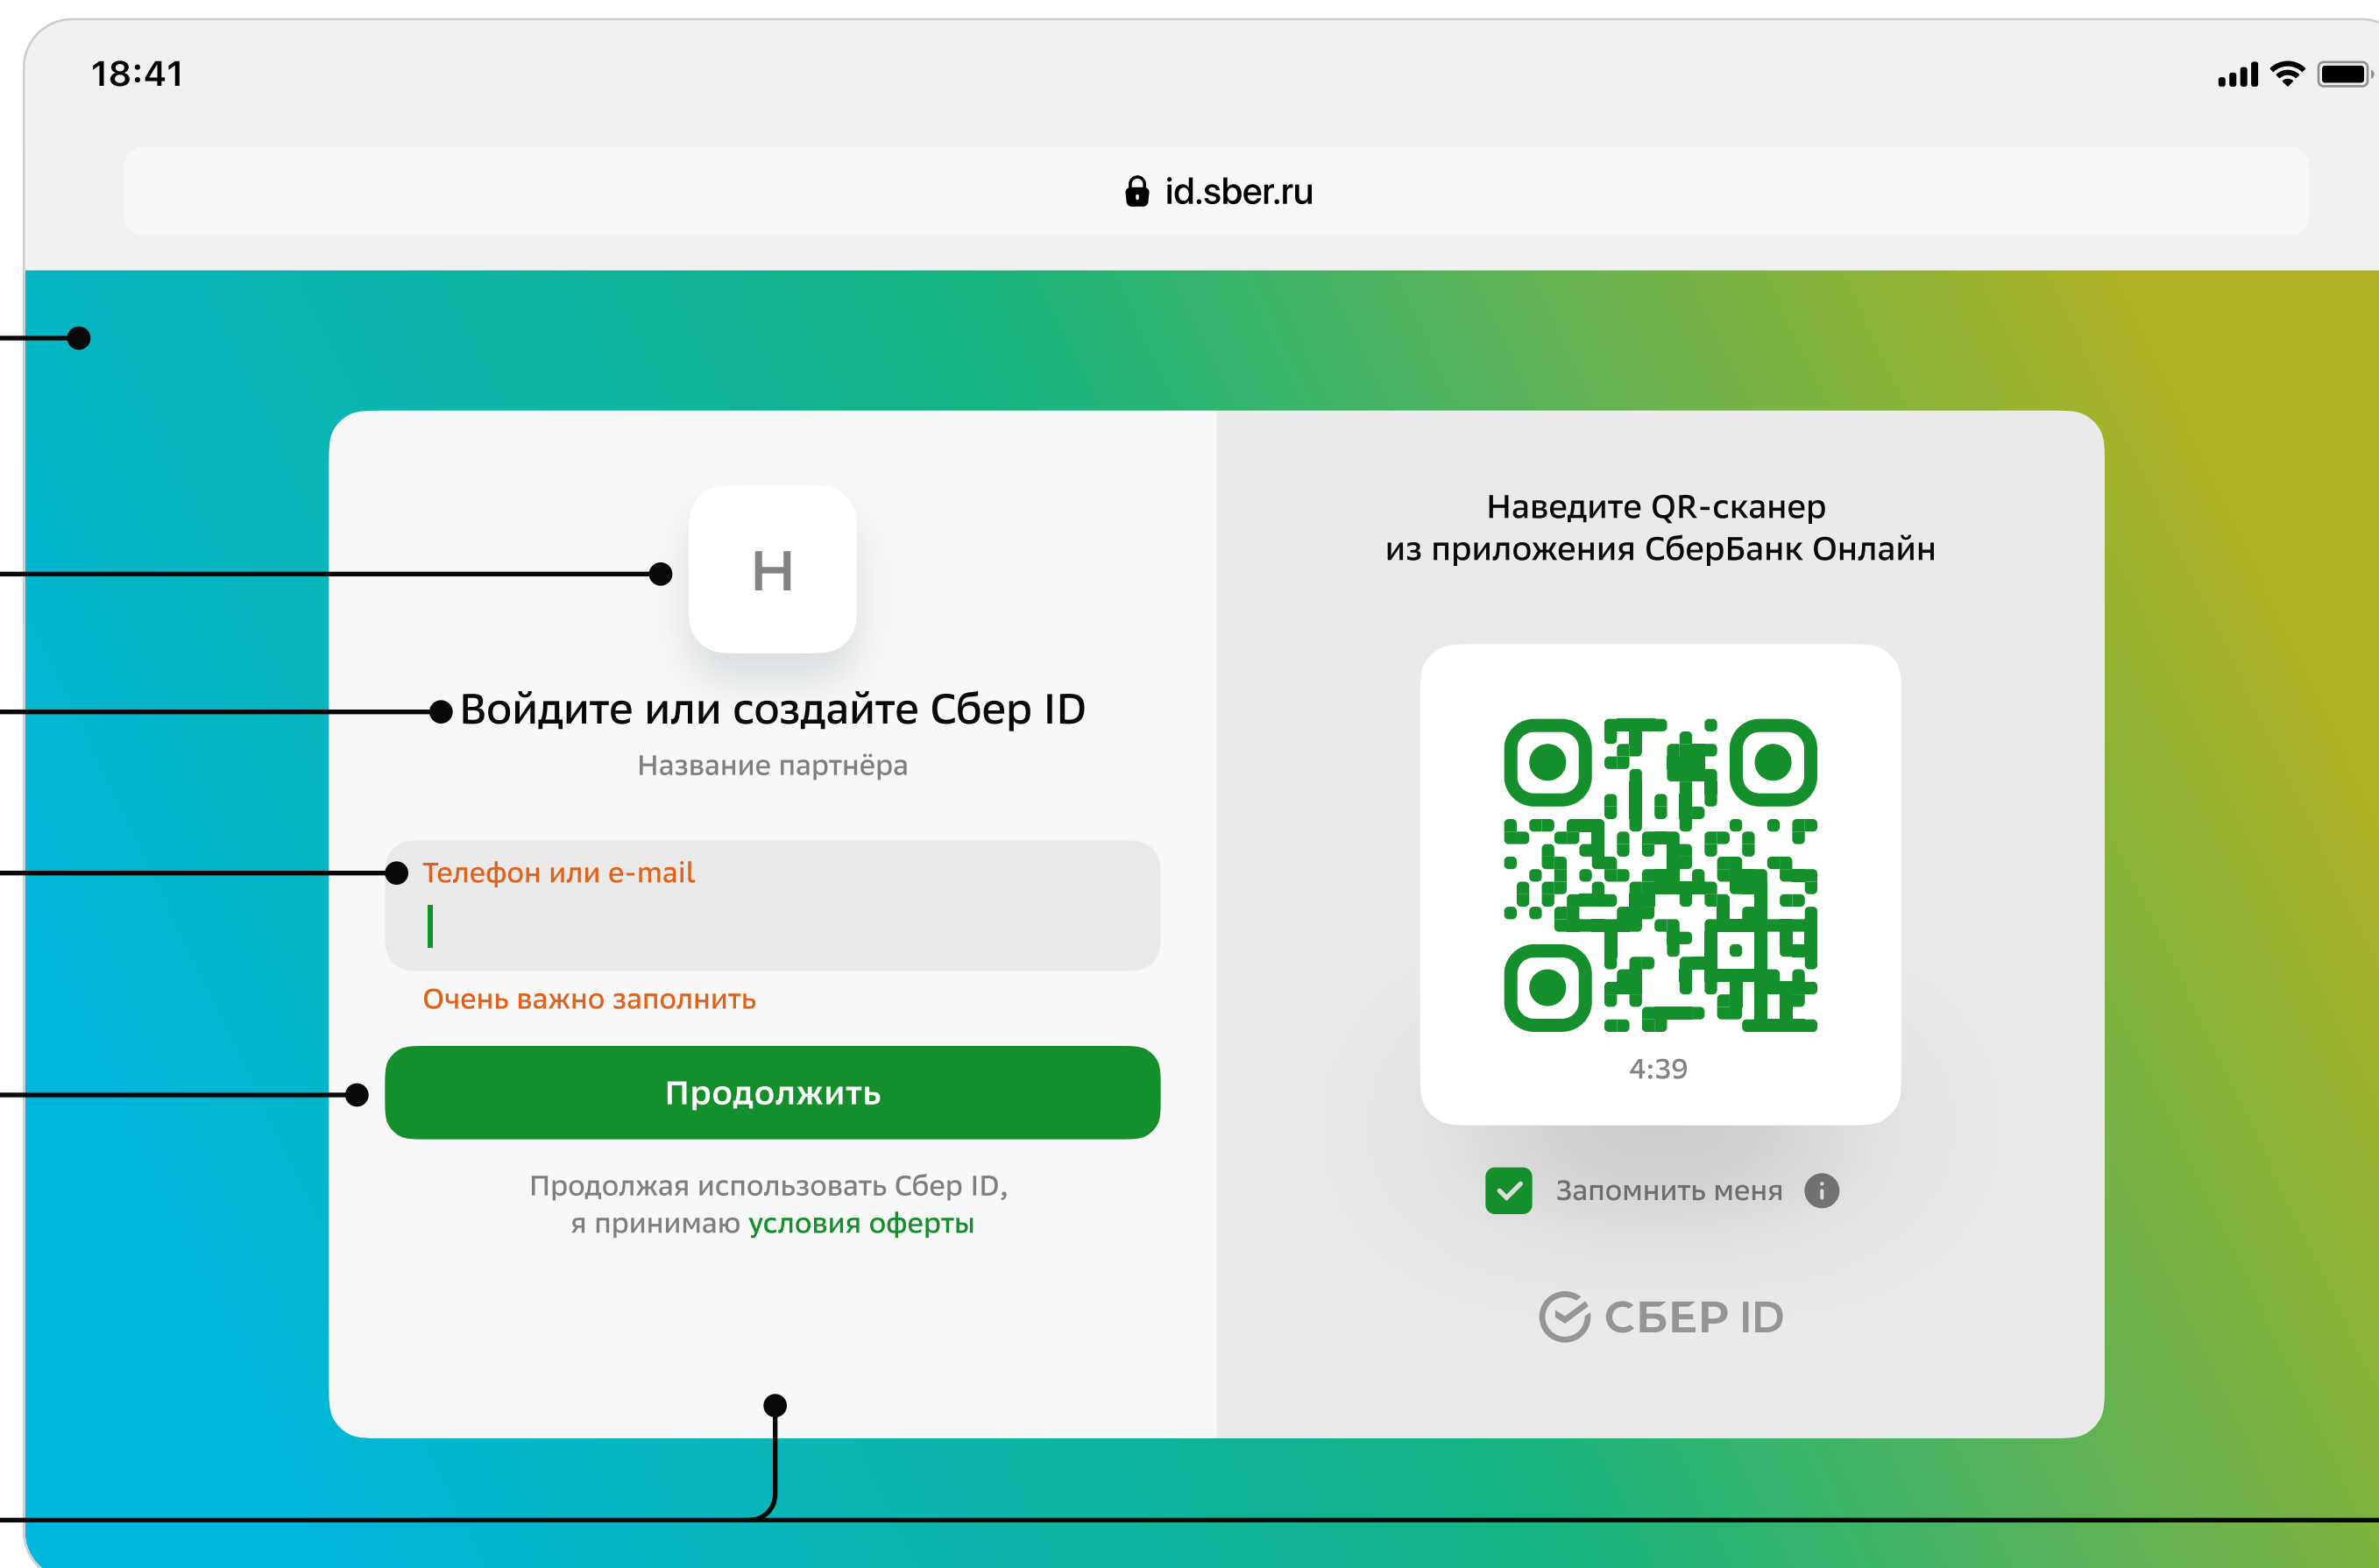 18:41
id.sber.ru
Н
Войдите или создайте Сбер ID
Название партнёра
Телефон или e-mail
Очень важно заполнить
Продолжить
Продолжая использовать Сбер ID,
я принимаю условия оферты
Наведите QR-сканер
из приложения СберБанк Онлайн
4:39
Запомнить меня
СБЕР ID